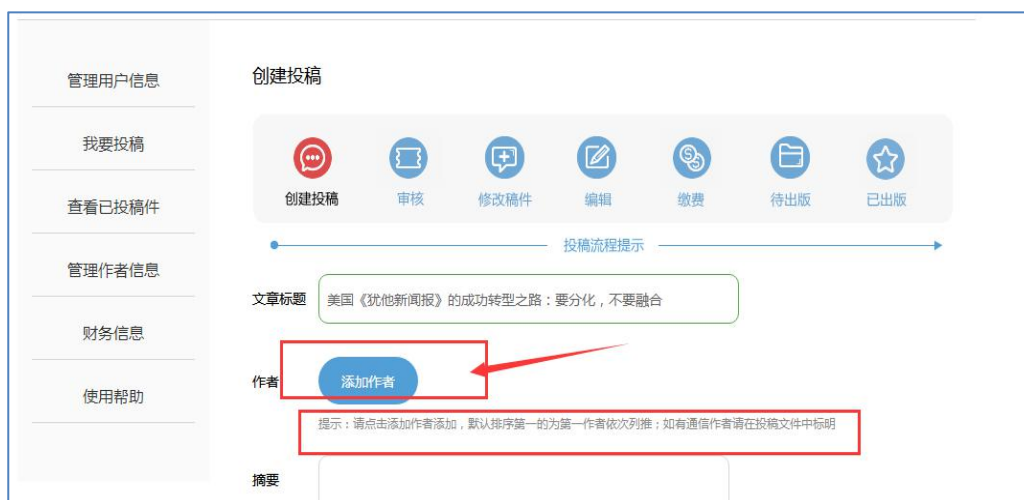 管理用户信息
我要投稿
查看已投稿件
管理作者信息
财务信息
使用帮助
创建投稿
创建投稿 审核 修改稿件 编辑 缴费 待出版 已出版
投稿流程提示
文章标题 美国《犹他新闻报》的成功转型之路：要分化，不要融合
作者 添加作者
提示：请点击添加作者添加，默认排序第一的为第一作者依次列推；如有通信作者请在投稿文件中标明
摘要